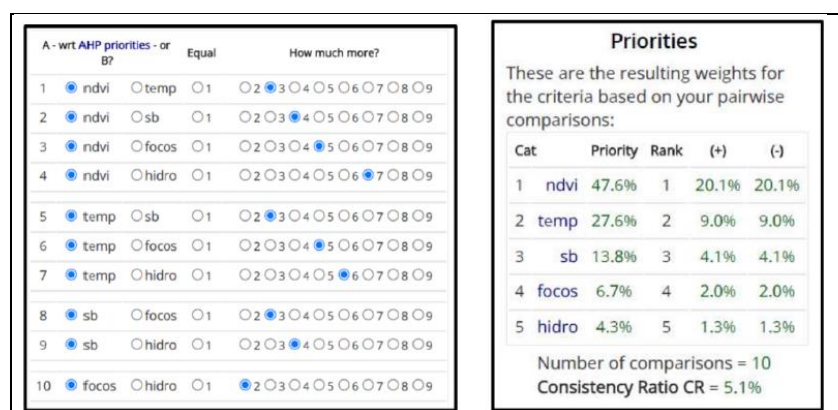 A - wrt AHP priorities - or B? Equal How much more?
1 ndvi temp 1 2 3 4 5 6 7 8 9
2 ndvi sb 1 2 3 4 5 6 7 8 9
3 ndvi focos 1 2 3 4 5 6 7 8 9
4 ndvi hidro 1 2 3 4 5 6 7 8 9
5 temp sb 1 2 3 4 5 6 7 8 9
6 temp focos 1 2 3 4 5 6 7 8 9
7 temp hidro 1 2 3 4 5 6 7 8 9
8 sb focos 1 2 3 4 5 6 7 8 9
9 sb hidro 1 2 3 4 5 6 7 8 9
10 focos hidro 1 2 3 4 5 6 7 8 9
Priorities
These are the resulting weights for
the criteria based on your pairwise
comparisons:
Cat Priority Rank (+) (-)
1 ndvi 47.6% 1 20.1% 20.1%
2 temp 27.6% 2 9.0% 9.0%
3 sb 13.8% 3 4.1% 4.1%
4 focos 6.7% 4 2.0% 2.0%
5 hidro 4.3% 5 1.3% 1.3%
Number of comparisons = 10
Consistency Ratio CR = 5.1%